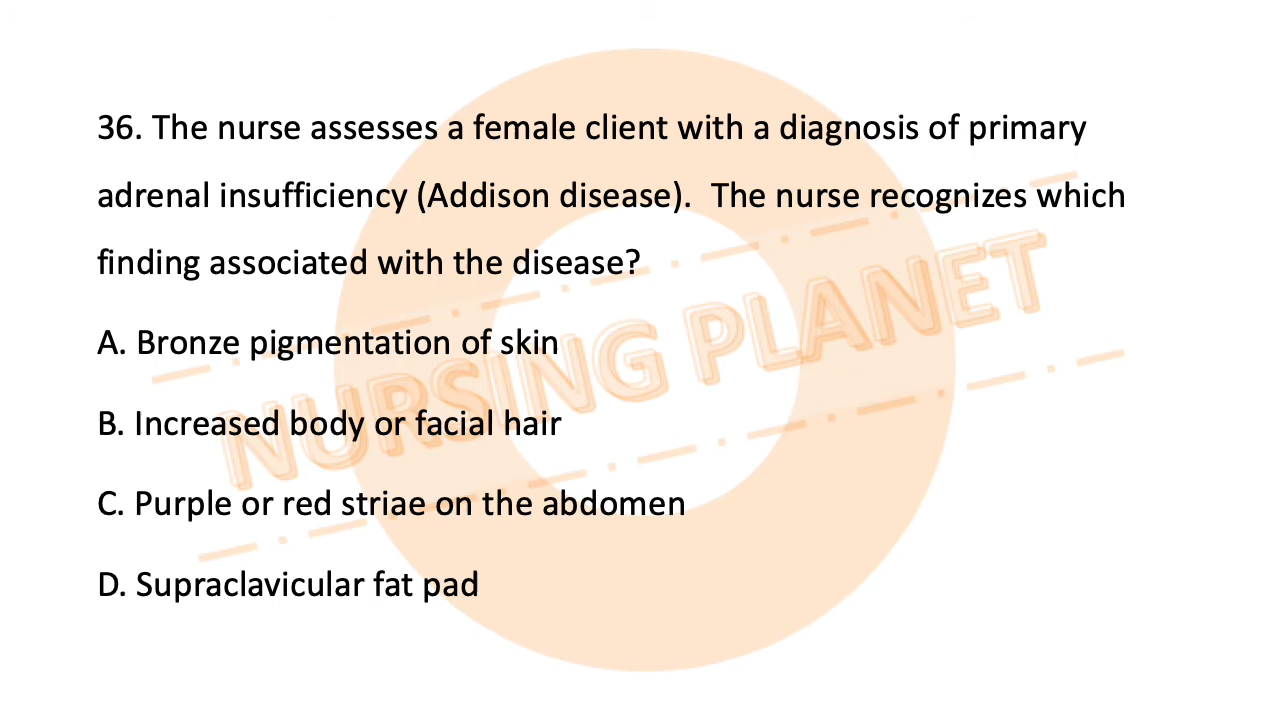 36. The nurse assesses a female client with a diagnosis of primary
adrenal insufficiency (Addison disease).  The nurse recognizes which
finding associated with the disease?
A. Bronze pigmentation of skin
B. Increased body or facial hair
C. Purple or red striae on the abdomen
D. Supraclavicular fat pad
NURSING PLANET